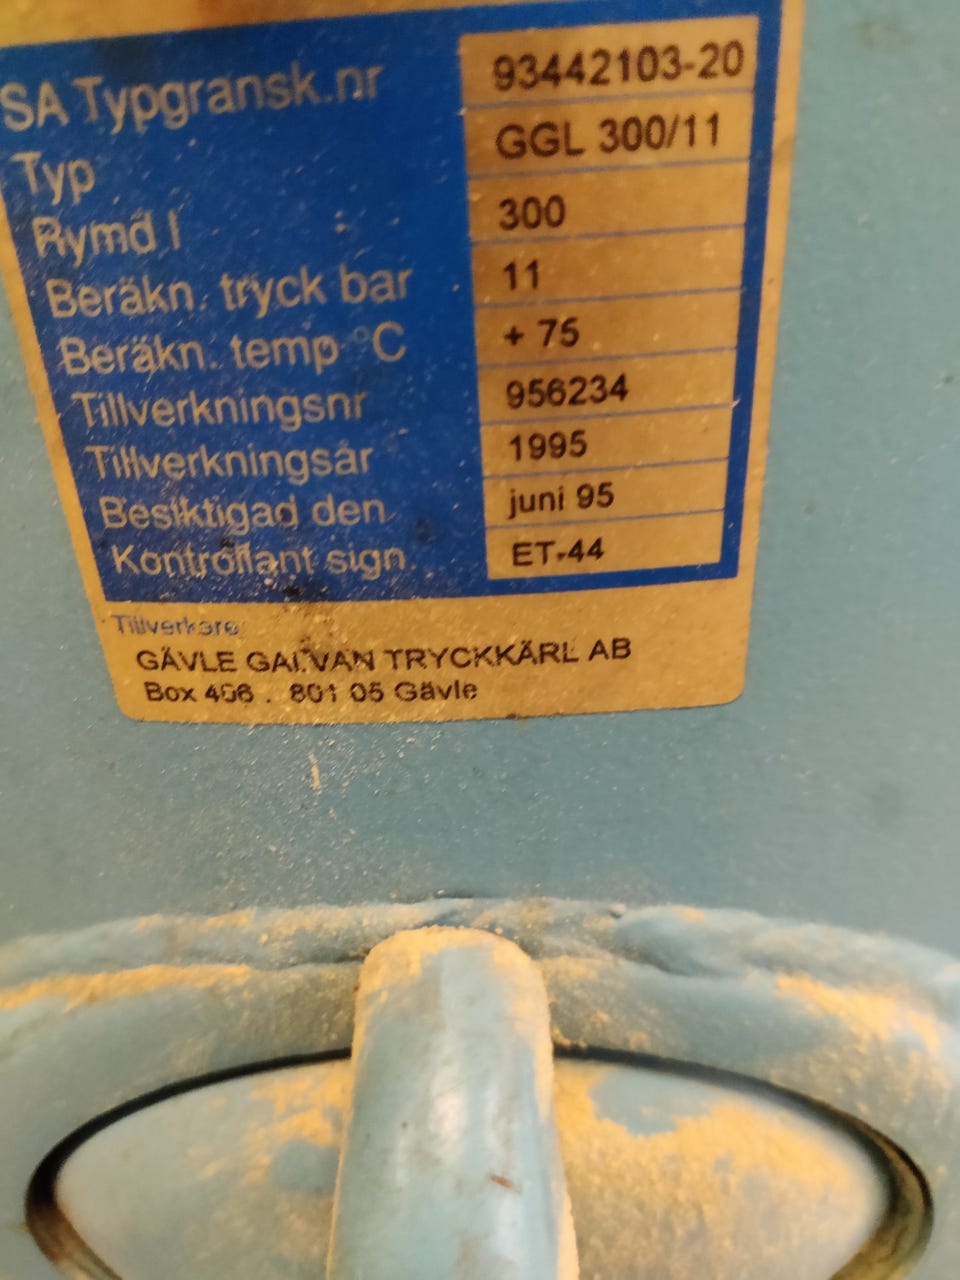 SA Typgransk.nr 93442103-20
Typ GGL 300/11
Rymd l 300
Beräkn. tryck bar 11
Beräkn. temp °C + 75
Tillverkningsnr 956234
Tillverkningsår 1995
Besiktigad den juni 95
Kontrollant sign. ET-44
Tillverkare:
GÄVLE GALVAN TRYCKKÄRL AB
Box 406 . 801 05 Gävle